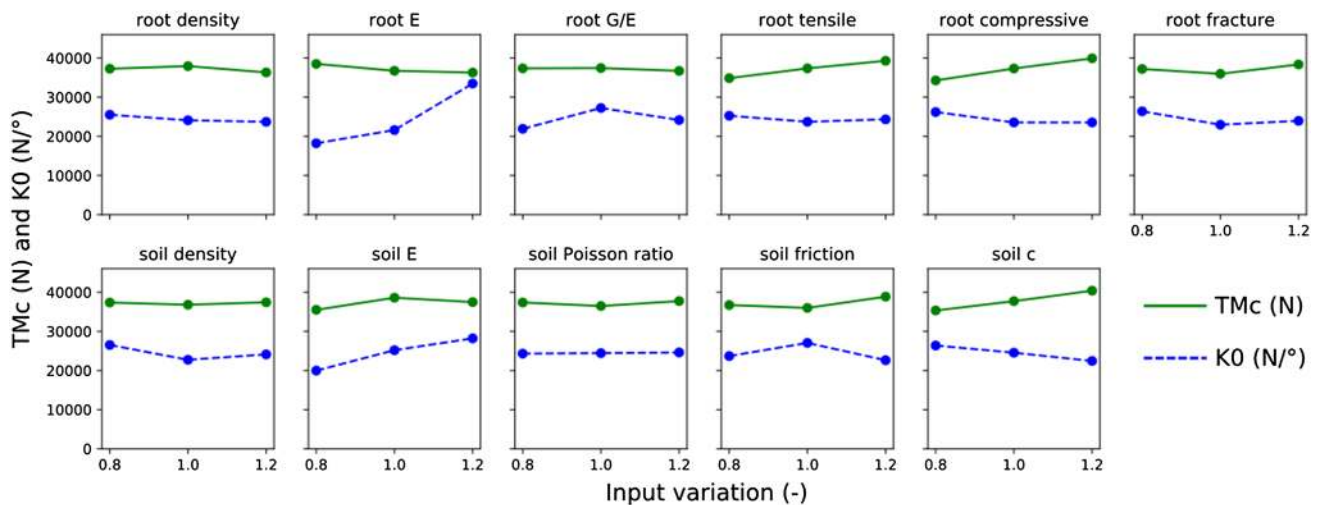 root density root E root G/E root tensile root compressive root fracture
40000
30000
20000
10000
0
0.8 1.0 1.2
soil density soil E soil Poisson ratio soil friction soil c
40000
30000
20000
10000
0
0.8 1.0 1.2 0.8 1.0 1.2 0.8 1.0 1.2 0.8 1.0 1.2 0.8 1.0 1.2
TMc (N) and K0 (N/°)
TMc (N)
K0 (N/°)
Input variation (-)